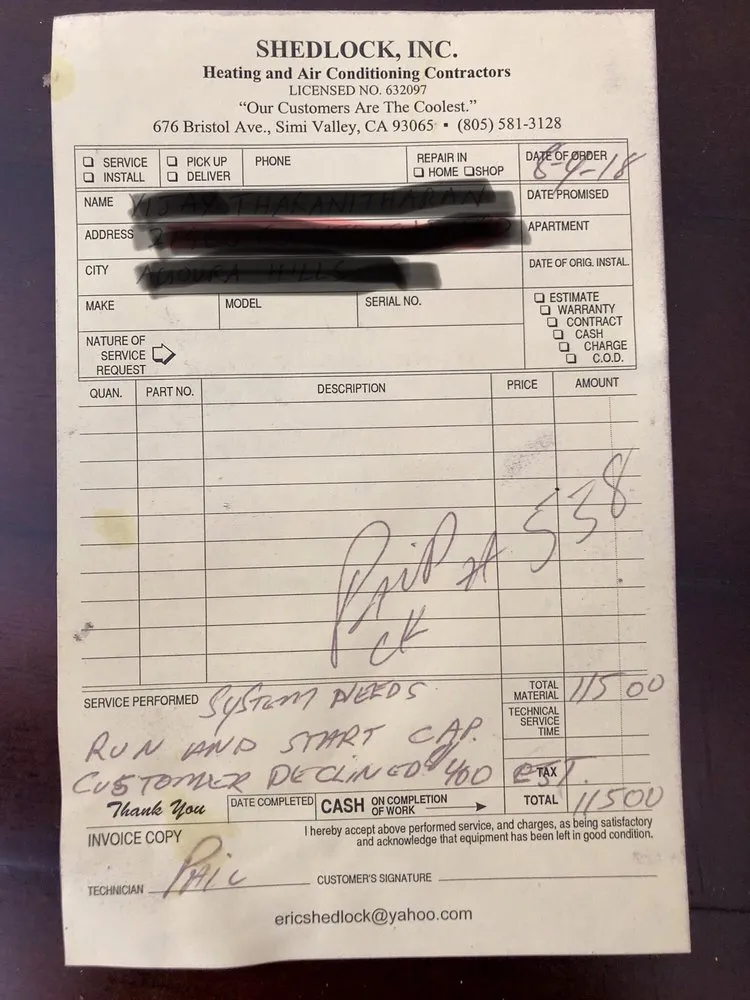 SHEDLOCK, INC.
Heating and Air Conditioning Contractors
LICENSED NO. 632097
"Our Customers Are The Coolest."
676 Bristol Ave., Simi Valley, CA 93065 • (805) 581-3128
SERVICE
INSTALL
PICK UP
DELIVER
PHONE
REPAIR IN
HOME SHOP
DATE OF ORDER
8-9-18
NAME
DATE PROMISED
ADDRESS
APARTMENT
CITY
DATE OF ORIG. INSTAL.
MAKE
MODEL
SERIAL NO.
ESTIMATE
WARRANTY
CONTRACT
CASH
CHARGE
C.O.D.
NATURE OF
SERVICE
REQUEST
QUAN. PART NO. DESCRIPTION PRICE AMOUNT
PAiD # 538
CK
SERVICE PERFORMED SYSTEM NEEDS
RUN AND START CAP.
CUSTOMER DECLINED $400 EST.
TOTAL
MATERIAL 115 00
TECHNICAL
SERVICE
TIME
TAX
Thank You DATE COMPLETED CASH ON COMPLETION
OF WORK TOTAL 115 00
INVOICE COPY
I hereby accept above performed service, and charges, as being satisfactory
and acknowledge that equipment has been left in good condition.
TECHNICIAN CUSTOMER'S SIGNATURE
ericshedlock@yahoo.com